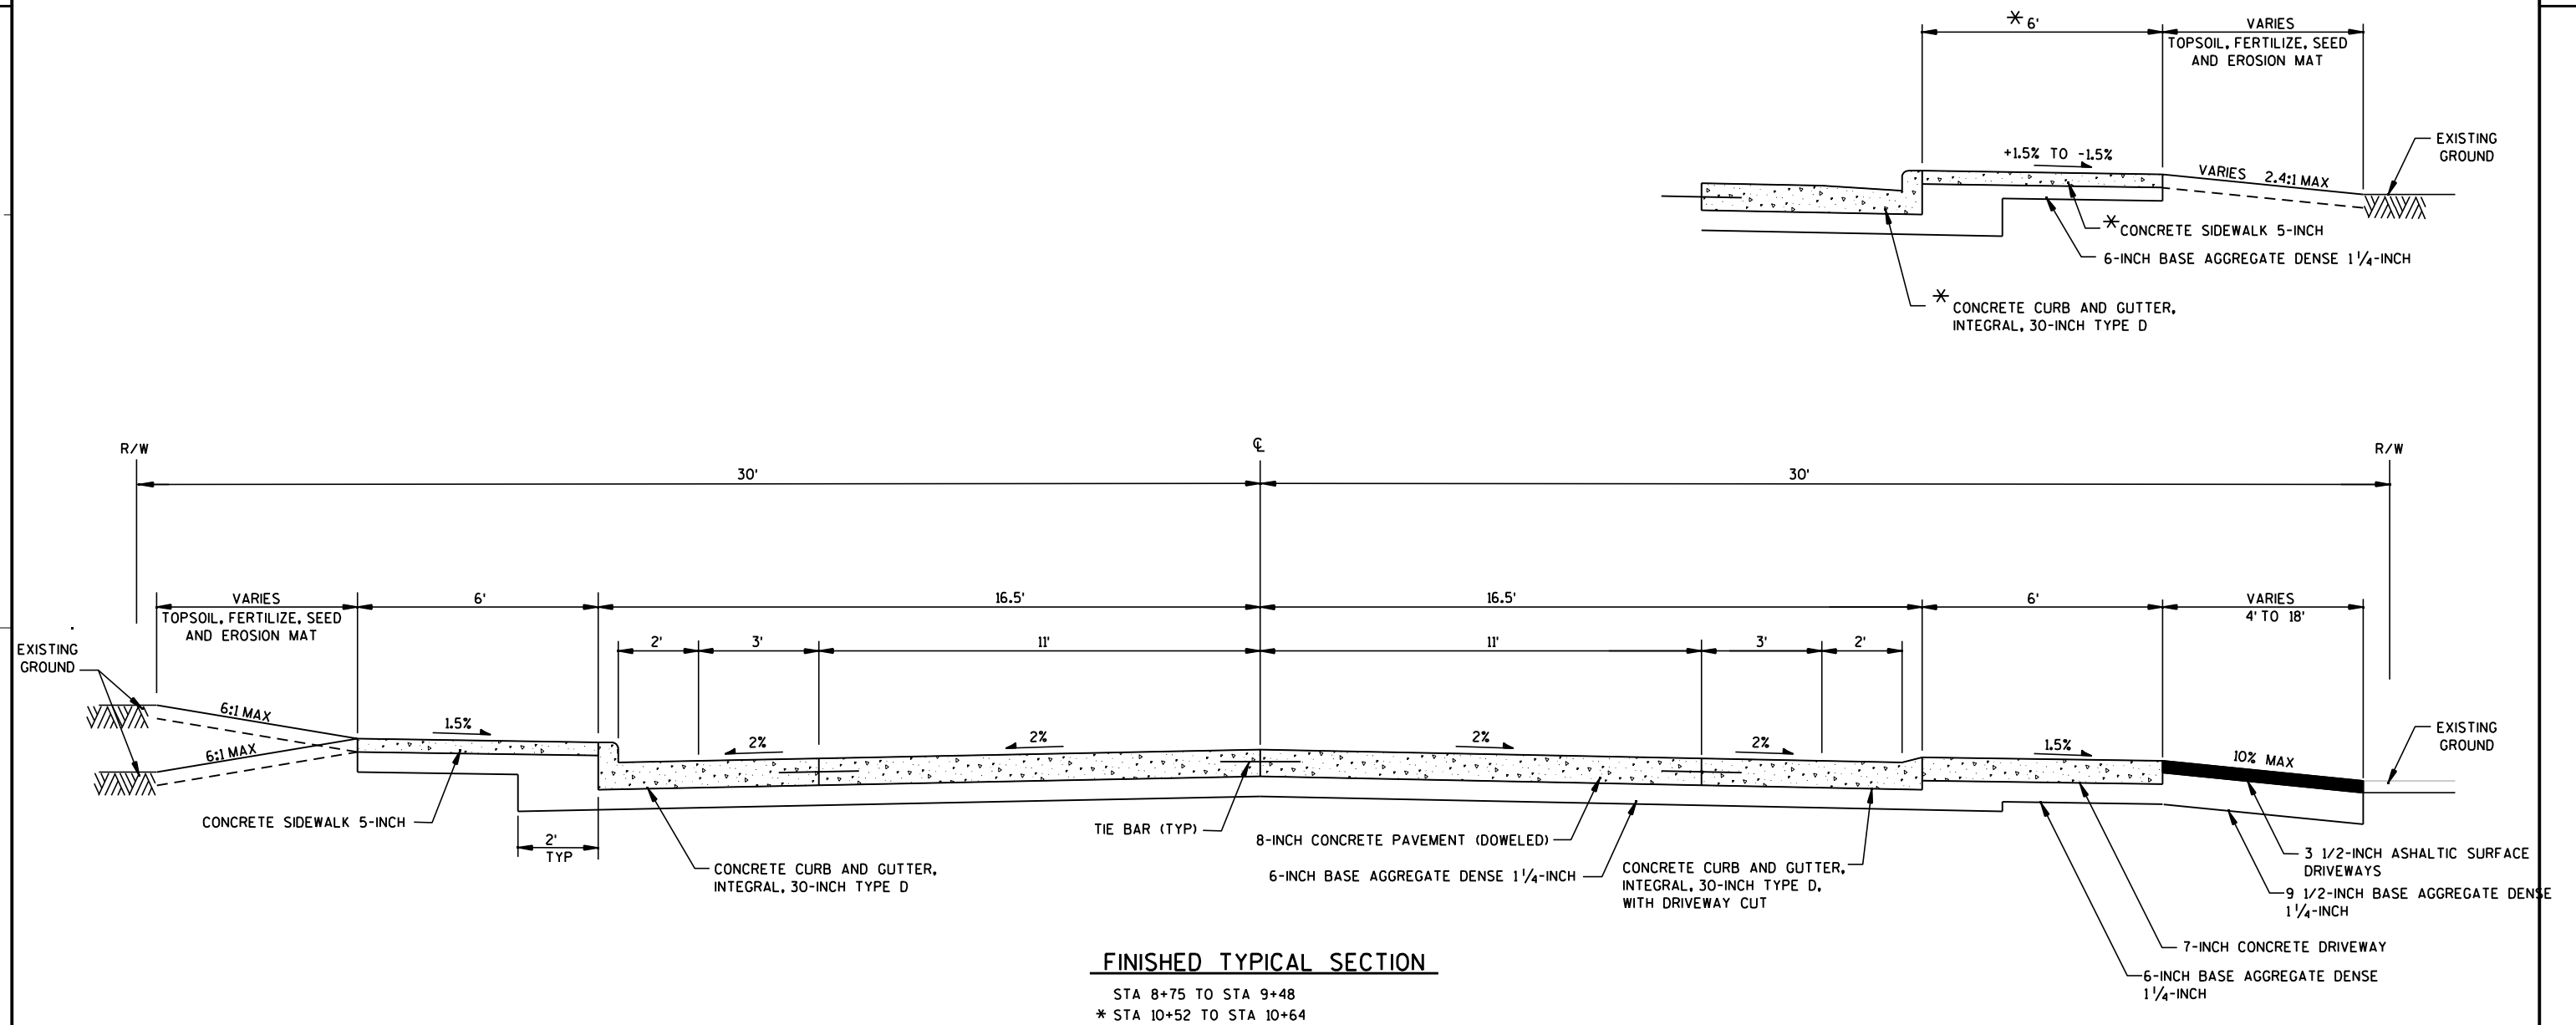 * 6'
VARIES
TOPSOIL, FERTILIZE, SEED
AND EROSION MAT
EXISTING
GROUND
+1.5% TO -1.5%
VARIES 2.4:1 MAX
*CONCRETE SIDEWALK 5-INCH
6-INCH BASE AGGREGATE DENSE 1 1/4-INCH
* CONCRETE CURB AND GUTTER,
INTEGRAL, 30-INCH TYPE D
R/W
℄
R/W
30'
30'
VARIES
TOPSOIL, FERTILIZE, SEED
AND EROSION MAT
6'
16.5'
16.5'
6'
VARIES
4' TO 18'
2'
3'
11'
11'
3'
2'
EXISTING
GROUND
6:1 MAX
6:1 MAX
1.5%
2%
2%
2%
2%
1.5%
10% MAX
EXISTING
GROUND
CONCRETE SIDEWALK 5-INCH
2'
TYP
CONCRETE CURB AND GUTTER,
INTEGRAL, 30-INCH TYPE D
TIE BAR (TYP)
8-INCH CONCRETE PAVEMENT (DOWELED)
6-INCH BASE AGGREGATE DENSE 1 1/4-INCH
CONCRETE CURB AND GUTTER,
INTEGRAL, 30-INCH TYPE D,
WITH DRIVEWAY CUT
3 1/2-INCH ASHALTIC SURFACE
DRIVEWAYS
9 1/2-INCH BASE AGGREGATE DENSE
1 1/4-INCH
7-INCH CONCRETE DRIVEWAY
6-INCH BASE AGGREGATE DENSE
1 1/4-INCH
FINISHED TYPICAL SECTION
STA 8+75 TO STA 9+48
* STA 10+52 TO STA 10+64